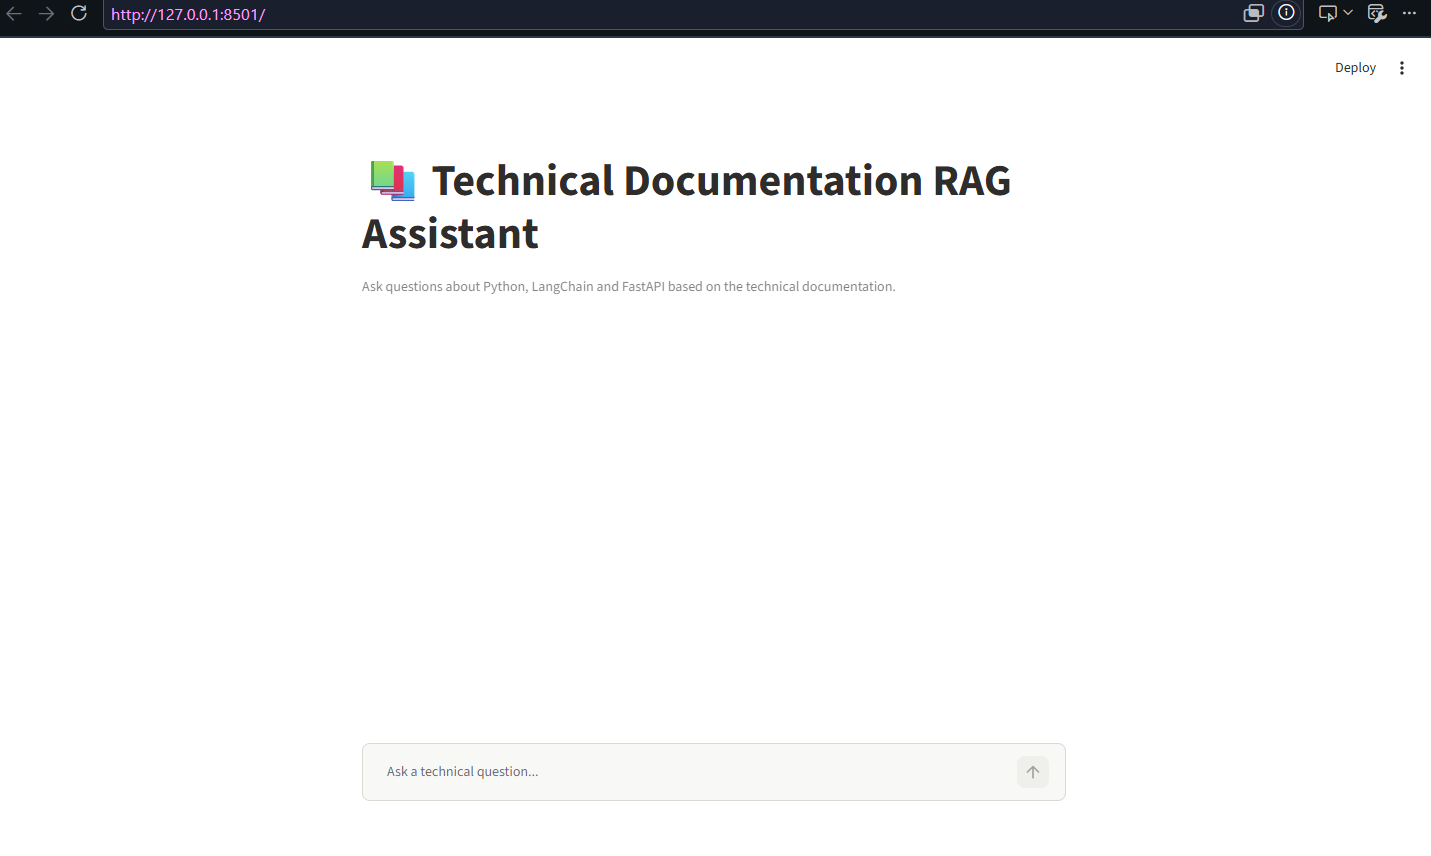 http://127.0.0.1:8501/
Deploy
Technical Documentation RAG
Assistant
Ask questions about Python, LangChain and FastAPI based on the technical documentation.
Ask a technical question...